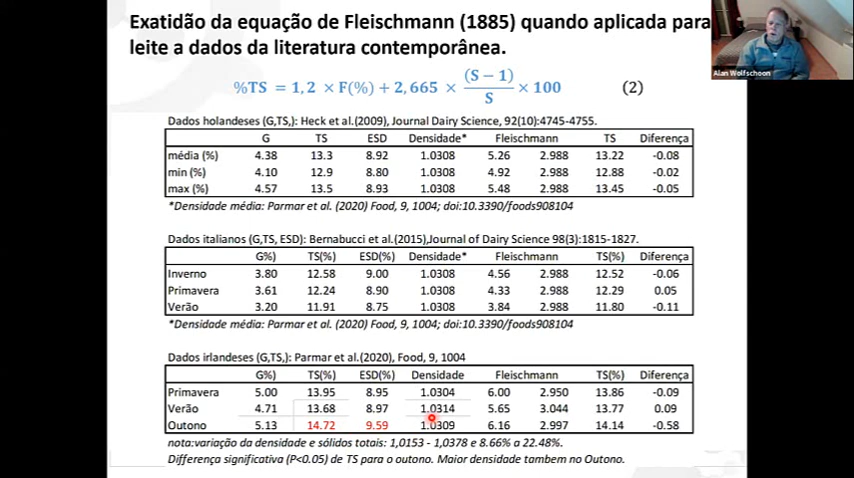 Exatidão da equação de Fleischmann (1885) quando aplicada para
leite a dados da literatura contemporânea.
Alan Wolfschoon
%TS = 1,2 × F(%) + 2,665 × (S − 1)/S × 100 (2)
Dados holandeses (G,TS,): Heck et al.(2009), Journal Dairy Science, 92(10):4745-4755.
G TS ESD Densidade* Fleischmann TS Diferença
média (%) 4.38 13.3 8.92 1.0308 5.26 2.988 13.22 -0.08
min (%) 4.10 12.9 8.80 1.0308 4.92 2.988 12.88 -0.02
max (%) 4.57 13.5 8.93 1.0308 5.48 2.988 13.45 -0.05
*Densidade média: Parmar et al. (2020) Food, 9, 1004; doi:10.3390/foods908104
Dados italianos (G,TS, ESD): Bernabucci et al.(2015),Journal of Dairy Science 98(3):1815-1827.
G%) TS(%) ESD(%) Densidade* Fleischmann TS(%) Diferença
Inverno 3.80 12.58 9.00 1.0308 4.56 2.988 12.52 -0.06
Primavera 3.61 12.24 8.90 1.0308 4.33 2.988 12.29 0.05
Verão 3.20 11.91 8.75 1.0308 3.84 2.988 11.80 -0.11
*Densidade média: Parmar et al. (2020) Food, 9, 1004; doi:10.3390/foods908104
Dados irlandeses (G,TS,): Parmar et al.(2020), Food, 9, 1004
G%) TS(%) ESD(%) Densidade Fleischmann TS(%) Diferença
Primavera 5.00 13.95 8.95 1.0304 6.00 2.950 13.86 -0.09
Verão 4.71 13.68 8.97 1.0314 5.65 3.044 13.77 0.09
Outono 5.13 14.72 9.59 1.0309 6.16 2.997 14.14 -0.58
nota:variação da densidade e sólidos totais: 1,0153 - 1,0378 e 8.66% a 22.48%.
Differença significativa (P<0.05) de TS para o outono. Maior densidade tambem no Outono.